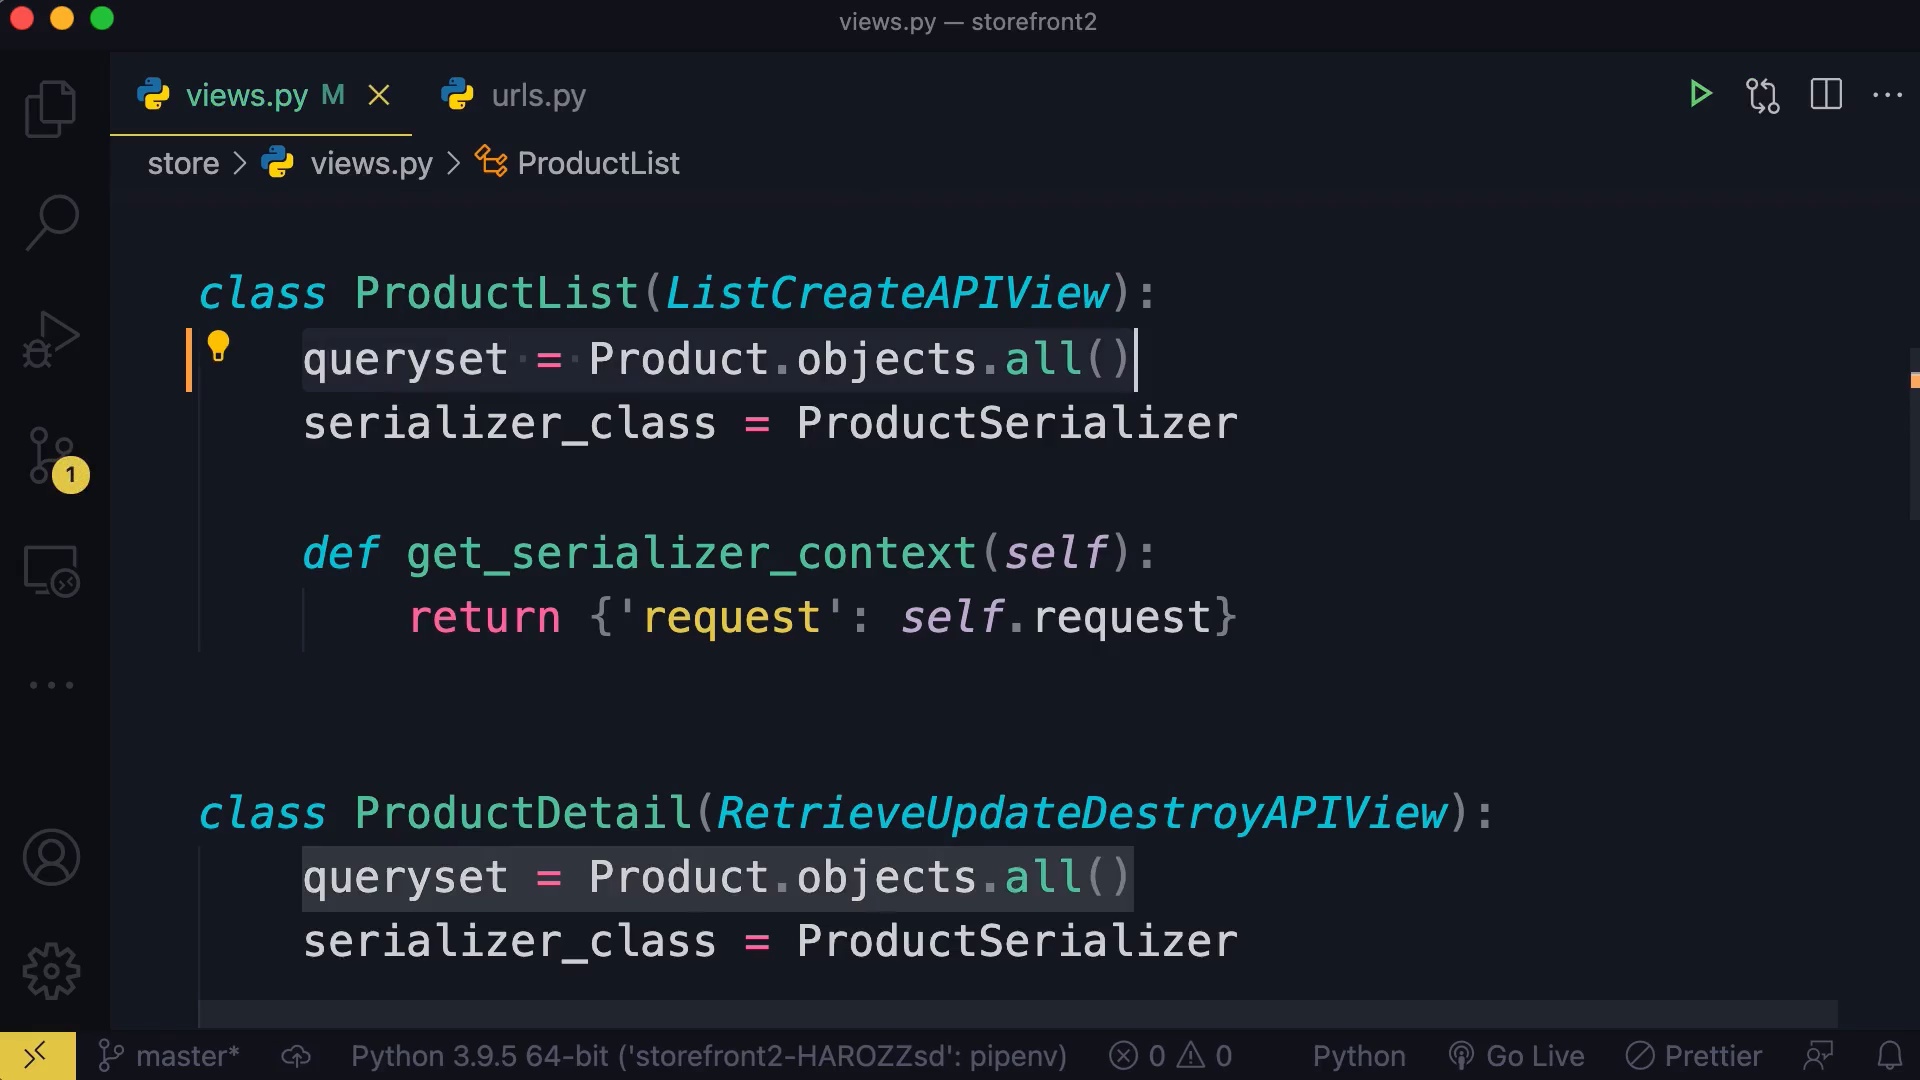 views.py — storefront2
views.py M urls.py
store > views.py > ProductList
class ProductList(ListCreateAPIView):
queryset = Product.objects.all()
serializer_class = ProductSerializer
def get_serializer_context(self):
return {'request': self.request}
class ProductDetail(RetrieveUpdateDestroyAPIView):
queryset = Product.objects.all()
serializer_class = ProductSerializer
1
master* Python 3.9.5 64-bit ('storefront2-HAROZZsd': pipenv) 0 0 Python Go Live Prettier